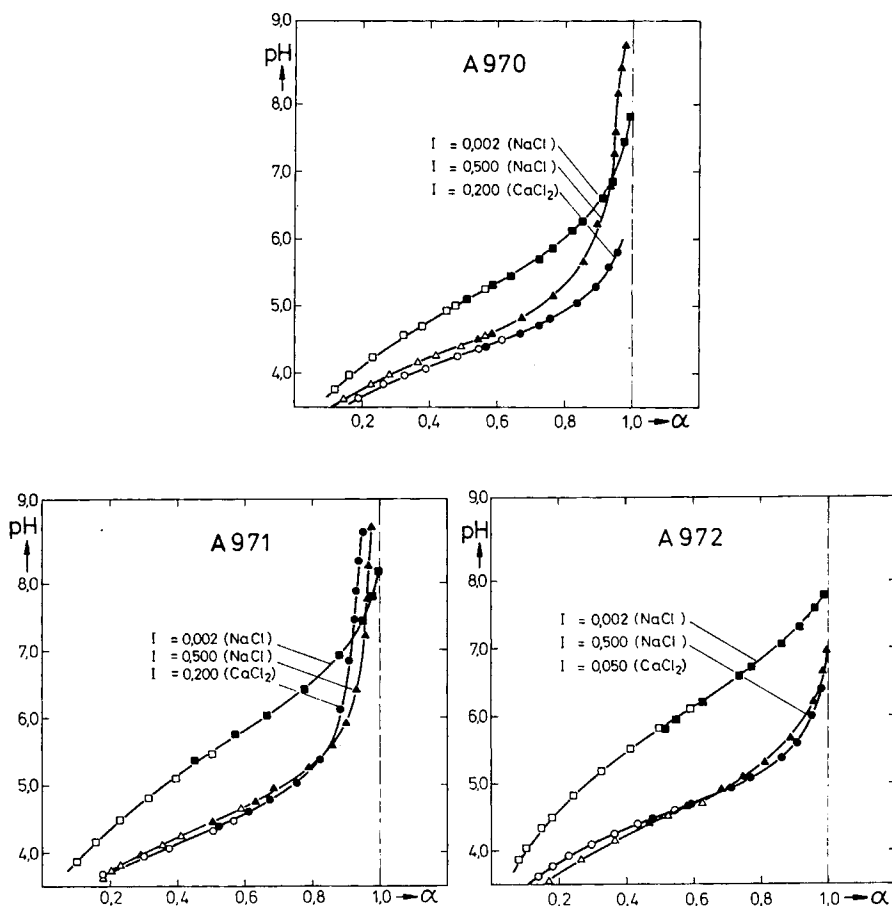 pH
A 970
9,0
8,0
7,0
6,0
5,0
4,0
I = 0,002 (NaCl)
I = 0,500 (NaCl)
I = 0,200 (CaCl₂)
0,2 0,4 0,6 0,8 1,0 α
pH
A 971
9,0
8,0
7,0
6,0
5,0
4,0
I = 0,002 (NaCl)
I = 0,500 (NaCl)
I = 0,200 (CaCl₂)
0,2 0,4 0,6 0,8 1,0 α
pH
A 972
9,0
8,0
7,0
6,0
5,0
4,0
I = 0,002 (NaCl)
I = 0,500 (NaCl)
I = 0,050 (CaCl₂)
0,2 0,4 0,6 0,8 1,0 α